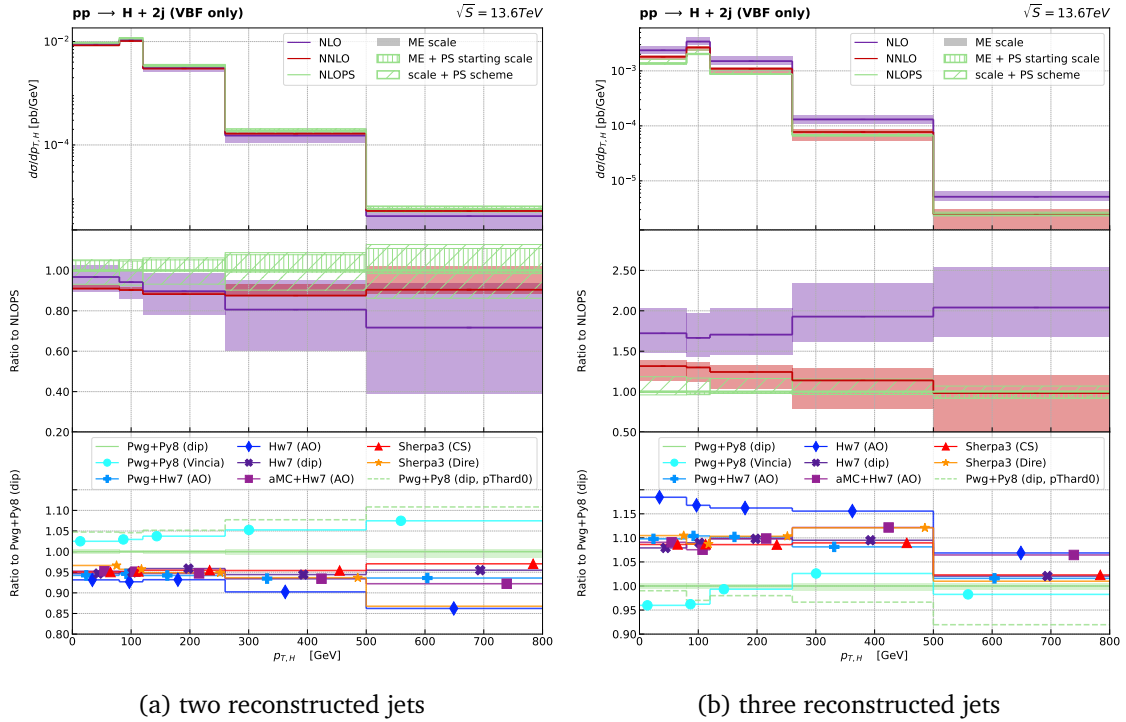 pp → H + 2j (VBF only)
√S = 13.6TeV
NLO
NNLO
NLOPS
ME scale
ME + PS starting scale
scale + PS scheme
dσ/dp_{T,H} [pb/GeV]
10⁻²
10⁻⁴
Ratio to NLOPS
1.00
0.80
0.60
0.40
0.20
Pwg+Py8 (dip)
Pwg+Py8 (Vincia)
Pwg+Hw7 (AO)
Hw7 (AO)
Hw7 (dip)
aMC+Hw7 (AO)
Sherpa3 (CS)
Sherpa3 (Dire)
Pwg+Py8 (dip, pThard0)
Ratio to Pwg+Py8 (dip)
1.10
1.05
1.00
0.95
0.90
0.85
0.80
0 100 200 300 400 500 600 700 800
p_{T,H} [GeV]
(a) two reconstructed jets
pp → H + 2j (VBF only)
√S = 13.6TeV
NLO
NNLO
NLOPS
ME scale
ME + PS starting scale
scale + PS scheme
dσ/dp_{T,H} [pb/GeV]
10⁻³
10⁻⁴
10⁻⁵
Ratio to NLOPS
2.50
2.00
1.50
1.00
0.50
Pwg+Py8 (dip)
Pwg+Py8 (Vincia)
Pwg+Hw7 (AO)
Hw7 (AO)
Hw7 (dip)
aMC+Hw7 (AO)
Sherpa3 (CS)
Sherpa3 (Dire)
Pwg+Py8 (dip, pThard0)
Ratio to Pwg+Py8 (dip)
1.15
1.10
1.05
1.00
0.95
0.90
0 100 200 300 400 500 600 700 800
p_{T,H} [GeV]
(b) three reconstructed jets